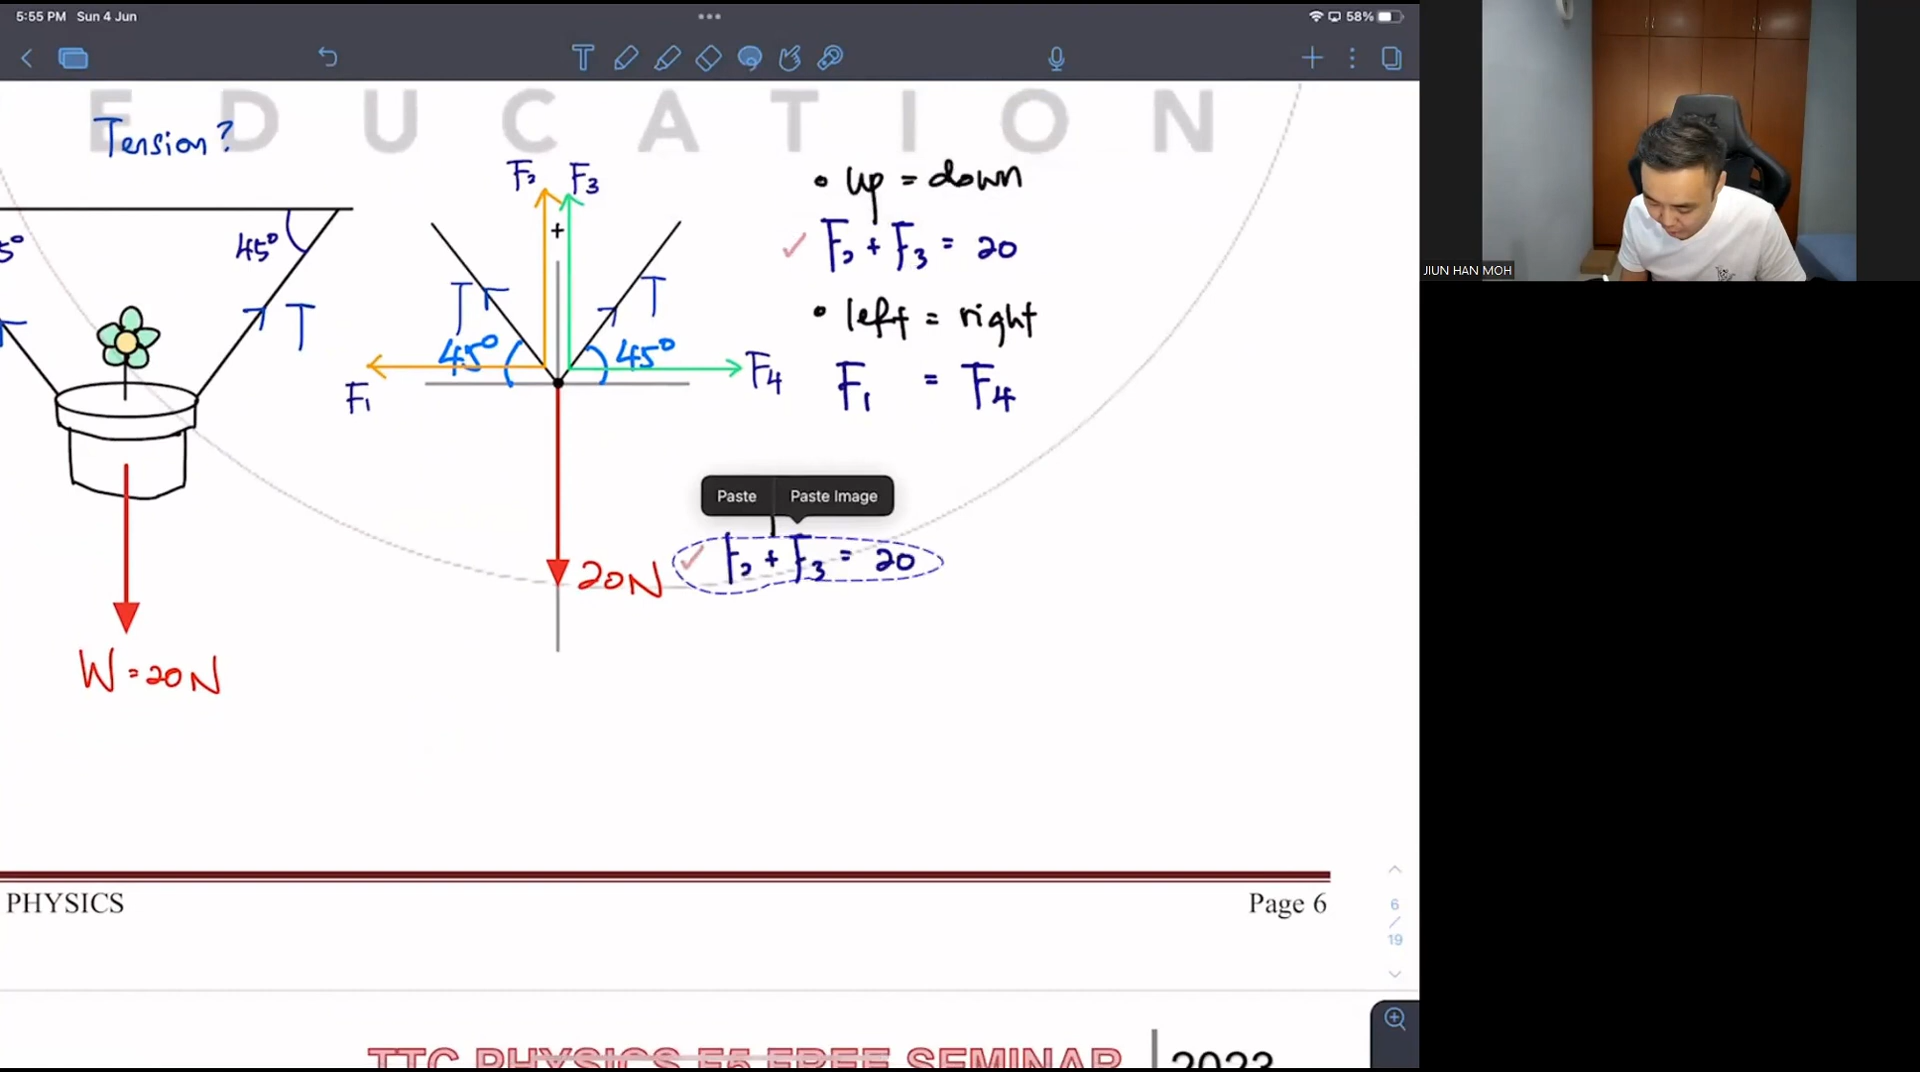 5:55 PM Sun 4 Jun
58%
EDUCATION
Tension?
F₂ F₃
• up = down
+
✓ F₂ + F₃ = 20
5°
45°
T
T
T
• left = right
45°
45°
F₁
F₄
F₁ = F₄
JIUN HAN MOH
Paste
Paste Image
✓ F₂ + F₃ = 20
20N
W = 20N
PHYSICS
Page 6
6
/
19
TTC PHYSICS F5 FREE SEMINAR | 2023